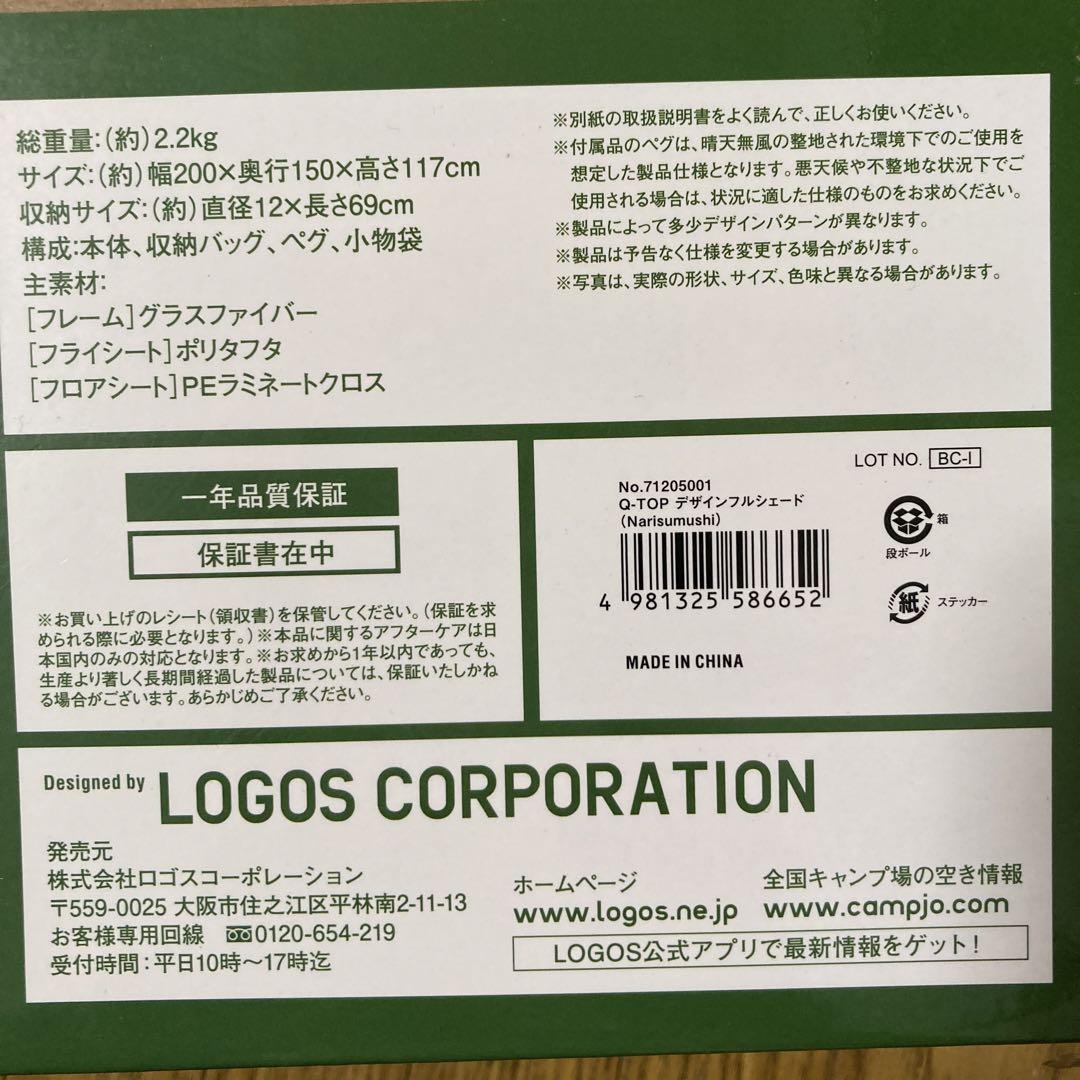 総重量:(約)2.2kg
サイズ:(約)幅200×奥行150×高さ117cm
収納サイズ:(約)直径12×長さ69cm
構成:本体、収納バッグ、ペグ、小物袋
主素材:
[フレーム]グラスファイバー
[フライシート]ポリタフタ
[フロアシート]PEラミネートクロス
※別紙の取扱説明書をよく読んで、正しくお使いください。
※付属品のペグは、晴天無風の整地された環境下でのご使用を
想定した製品仕様となります。悪天候や不整地な状況下でご
使用される場合は、状況に適した仕様のものをお求めください。
※製品によって多少デザインパターンが異なります。
※製品は予告なく仕様を変更する場合があります。
※写真は、実際の形状、サイズ、色味と異なる場合があります。
一年品質保証
保証書在中
※お買い上げのレシート(領収書)を保管してください。(保証を求
められる際に必要となります。)※本品に関するアフターケアは日
本国内のみの対応となります。※お求めから1年以内であっても、
生産より著しく長期間経過した製品については、保証いたしかね
る場合がございます。あらかじめご了承ください。
LOT NO. BC-I
No.71205001
Q-TOP デザインフルシェード
(Narisumushi)
4 981325 586652
箱
段ボール
紙
ステッカー
MADE IN CHINA
Designed by LOGOS CORPORATION
発売元
株式会社ロゴスコーポレーション
〒559-0025 大阪市住之江区平林南2-11-13
お客様専用回線 0120-654-219
受付時間:平日10時〜17時迄
ホームページ
www.logos.ne.jp
全国キャンプ場の空き情報
www.campjo.com
LOGOS公式アプリで最新情報をゲット!